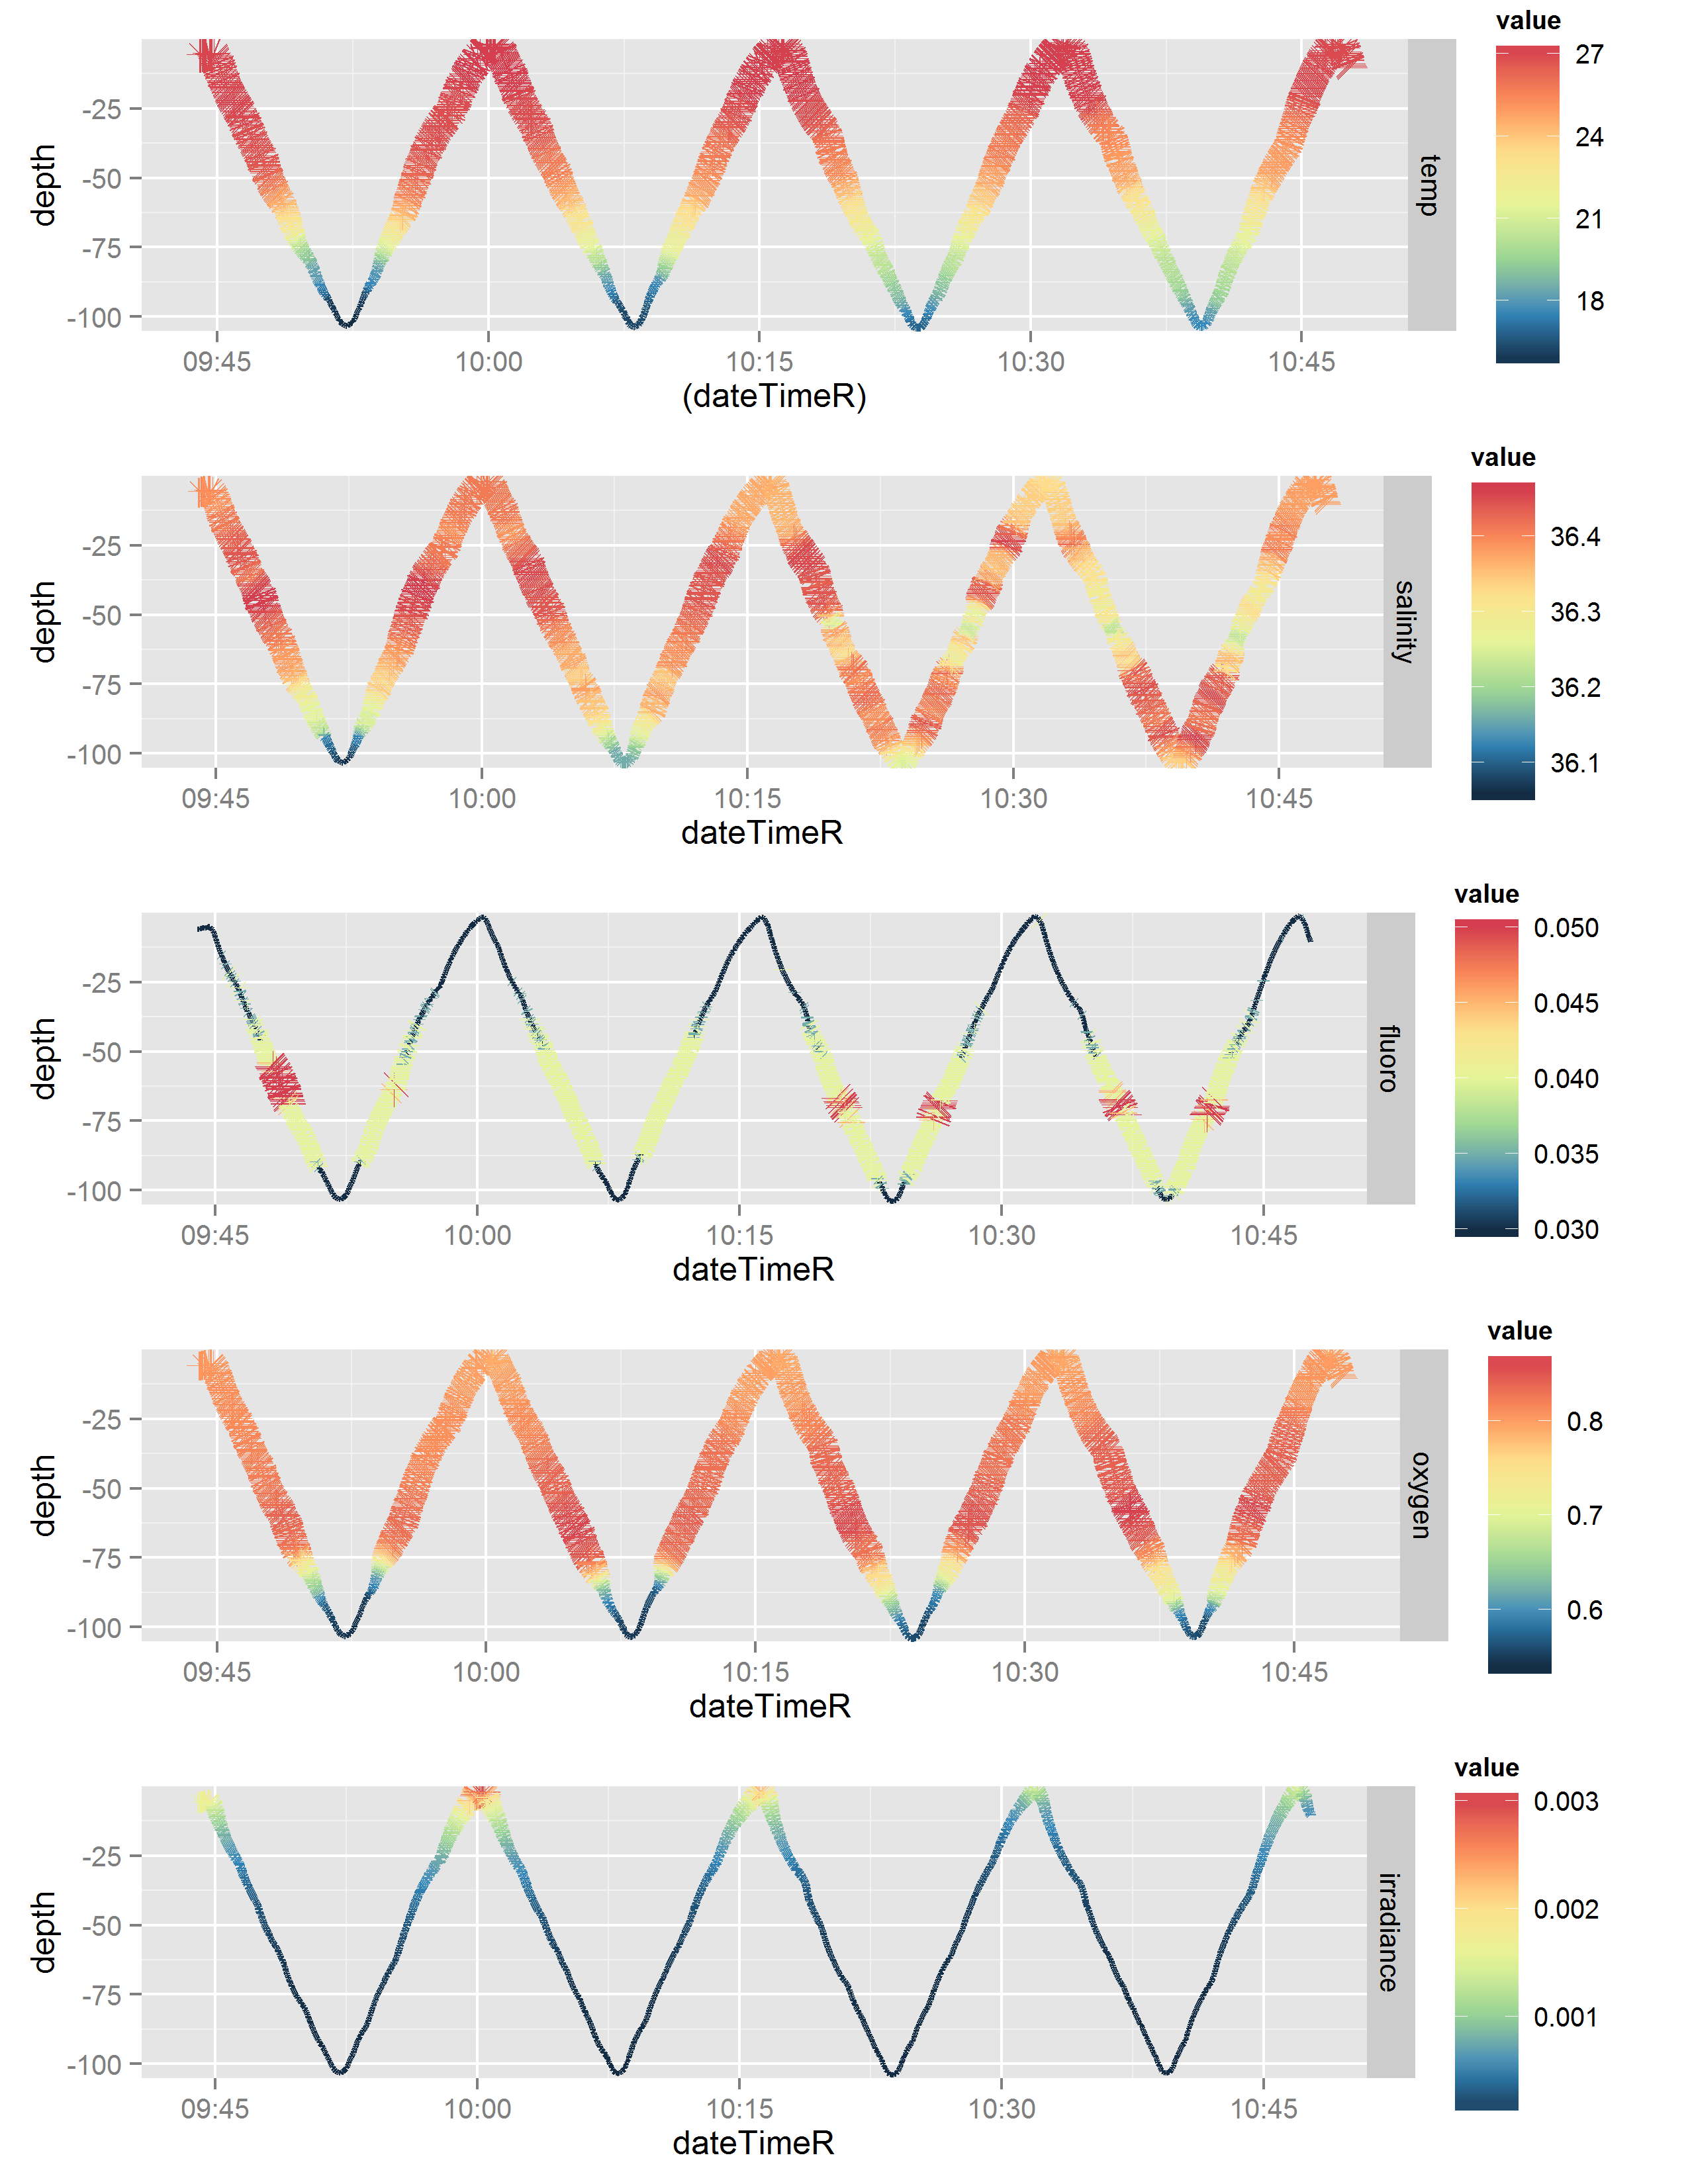 value
27
24
21
18
depth
-25
-50
-75
-100
temp
09:45 10:00 10:15 10:30 10:45
(dateTimeR)
value
36.4
36.3
36.2
36.1
depth
-25
-50
-75
-100
salinity
09:45 10:00 10:15 10:30 10:45
dateTimeR
value
0.050
0.045
0.040
0.035
0.030
depth
-25
-50
-75
-100
fluoro
09:45 10:00 10:15 10:30 10:45
dateTimeR
value
0.8
0.7
0.6
depth
-25
-50
-75
-100
oxygen
09:45 10:00 10:15 10:30 10:45
dateTimeR
value
0.003
0.002
0.001
depth
-25
-50
-75
-100
irradiance
09:45 10:00 10:15 10:30 10:45
dateTimeR